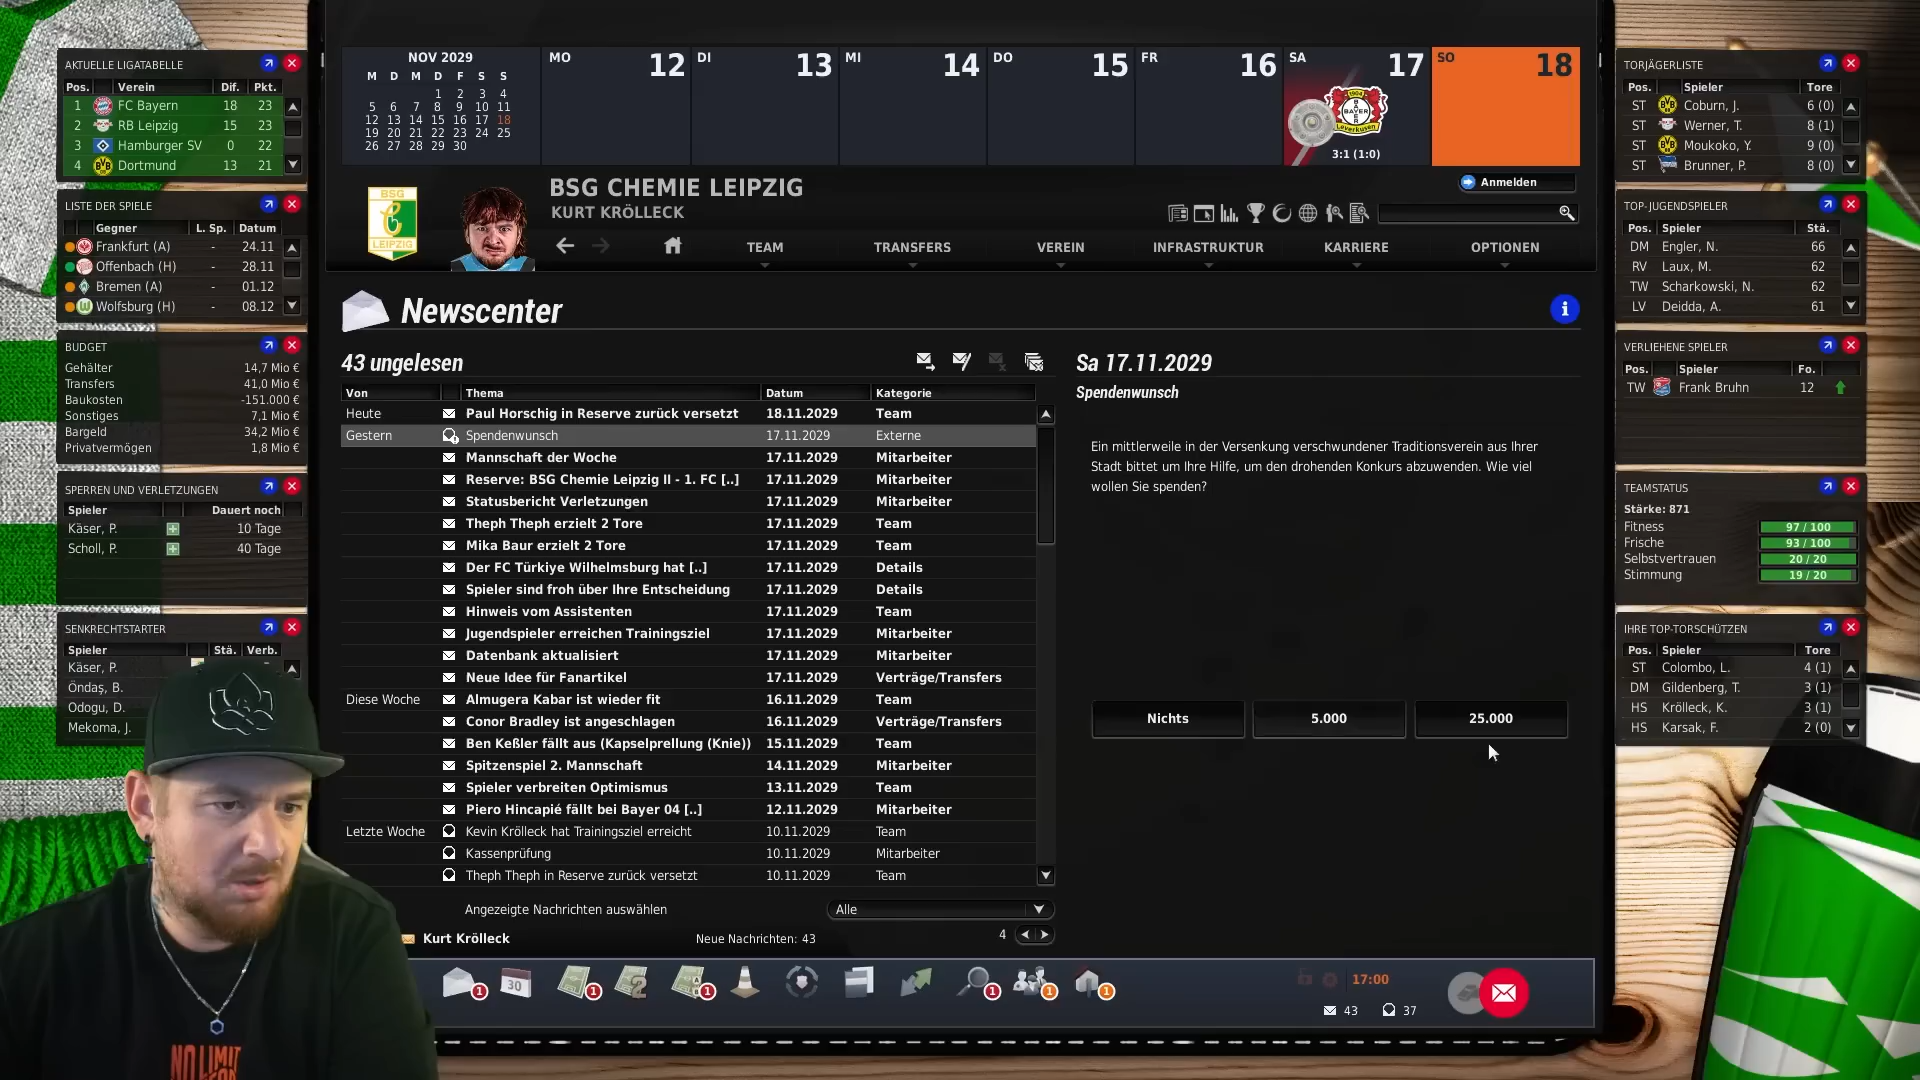 AKTUELLE LIGATABELLE
Pos. Verein Dif. Pkt.
1 FC Bayern 18 23
2 RB Leipzig 15 23
3 Hamburger SV 0 22
4 Dortmund 13 21
LISTE DER SPIELE
Gegner L. Sp. Datum
Frankfurt (A) - 24.11
Offenbach (H) - 28.11
Bremen (A) - 01.12
Wolfsburg (H) - 08.12
BUDGET
Gehälter 14,7 Mio €
Transfers 41,0 Mio €
Baukosten -151.000 €
Sonstiges 7,1 Mio €
Bargeld 34,2 Mio €
Privatvermögen 1,8 Mio €
SPERREN UND VERLETZUNGEN
Spieler Dauert noch
Käser, P. 10 Tage
Scholl, P. 40 Tage
SENKRECHTSTARTER
Spieler Stä. Verb.
Käser, P.
Öndaş, B.
Odogu, D.
Mekoma, J.
NO LIMIT
NOV 2029
M D M D F S S
1 2 3 4
5 6 7 8 9 10 11
12 13 14 15 16 17 18
19 20 21 22 23 24 25
26 27 28 29 30
MO 12
DI 13
MI 14
DO 15
FR 16
SA 17
3:1 (1:0)
SO 18
BSG
LEIPZIG
BSG CHEMIE LEIPZIG
KURT KRÖLLECK
Anmelden
TEAM TRANSFERS VEREIN INFRASTRUKTUR KARRIERE OPTIONEN
Newscenter
43 ungelesen
Von Thema Datum Kategorie
Heute Paul Horschig in Reserve zurück versetzt 18.11.2029 Team
Gestern Spendenwunsch 17.11.2029 Externe
Mannschaft der Woche 17.11.2029 Mitarbeiter
Reserve: BSG Chemie Leipzig II - 1. FC [..] 17.11.2029 Mitarbeiter
Statusbericht Verletzungen 17.11.2029 Mitarbeiter
Theph Theph erzielt 2 Tore 17.11.2029 Team
Mika Baur erzielt 2 Tore 17.11.2029 Team
Der FC Türkiye Wilhelmsburg hat [..] 17.11.2029 Details
Spieler sind froh über Ihre Entscheidung 17.11.2029 Details
Hinweis vom Assistenten 17.11.2029 Team
Jugendspieler erreichen Trainingsziel 17.11.2029 Mitarbeiter
Datenbank aktualisiert 17.11.2029 Mitarbeiter
Neue Idee für Fanartikel 17.11.2029 Verträge/Transfers
Diese Woche Almugera Kabar ist wieder fit 16.11.2029 Team
Conor Bradley ist angeschlagen 16.11.2029 Verträge/Transfers
Ben Keßler fällt aus (Kapselprellung (Knie)) 15.11.2029 Team
Spitzenspiel 2. Mannschaft 14.11.2029 Mitarbeiter
Spieler verbreiten Optimismus 13.11.2029 Team
Piero Hincapié fällt bei Bayer 04 [..] 12.11.2029 Mitarbeiter
Letzte Woche Kevin Krölleck hat Trainingsziel erreicht 10.11.2029 Team
Kassenprüfung 10.11.2029 Mitarbeiter
Theph Theph in Reserve zurück versetzt 10.11.2029 Team
Angezeigte Nachrichten auswählen Alle
Kurt Krölleck Neue Nachrichten: 43 4
Sa 17.11.2029
Spendenwunsch
Ein mittlerweile in der Versenkung verschwundener Traditionsverein aus Ihrer
Stadt bittet um Ihre Hilfe, um den drohenden Konkurs abzuwenden. Wie viel
wollen Sie spenden?
Nichts 5.000 25.000
30
17:00
43 37
TORJÄGERLISTE
Pos. Spieler Tore
ST Coburn, J. 6 (0)
ST Werner, T. 8 (1)
ST Moukoko, Y. 9 (0)
ST Brunner, P. 8 (0)
TOP-JUGENDSPIELER
Pos. Spieler Stä.
DM Engler, N. 66
RV Laux, M. 62
TW Scharkowski, N. 62
LV Deidda, A. 61
VERLIEHENE SPIELER
Pos. Spieler Fo.
TW Frank Bruhn 12
TEAMSTATUS
Stärke: 871
Fitness 97 / 100
Frische 93 / 100
Selbstvertrauen 20 / 20
Stimmung 19 / 20
IHRE TOP-TORSCHÜTZEN
Pos. Spieler Tore
ST Colombo, L. 4 (1)
DM Gildenberg, T. 3 (1)
HS Krölleck, K. 3 (1)
HS Karsak, F. 2 (0)